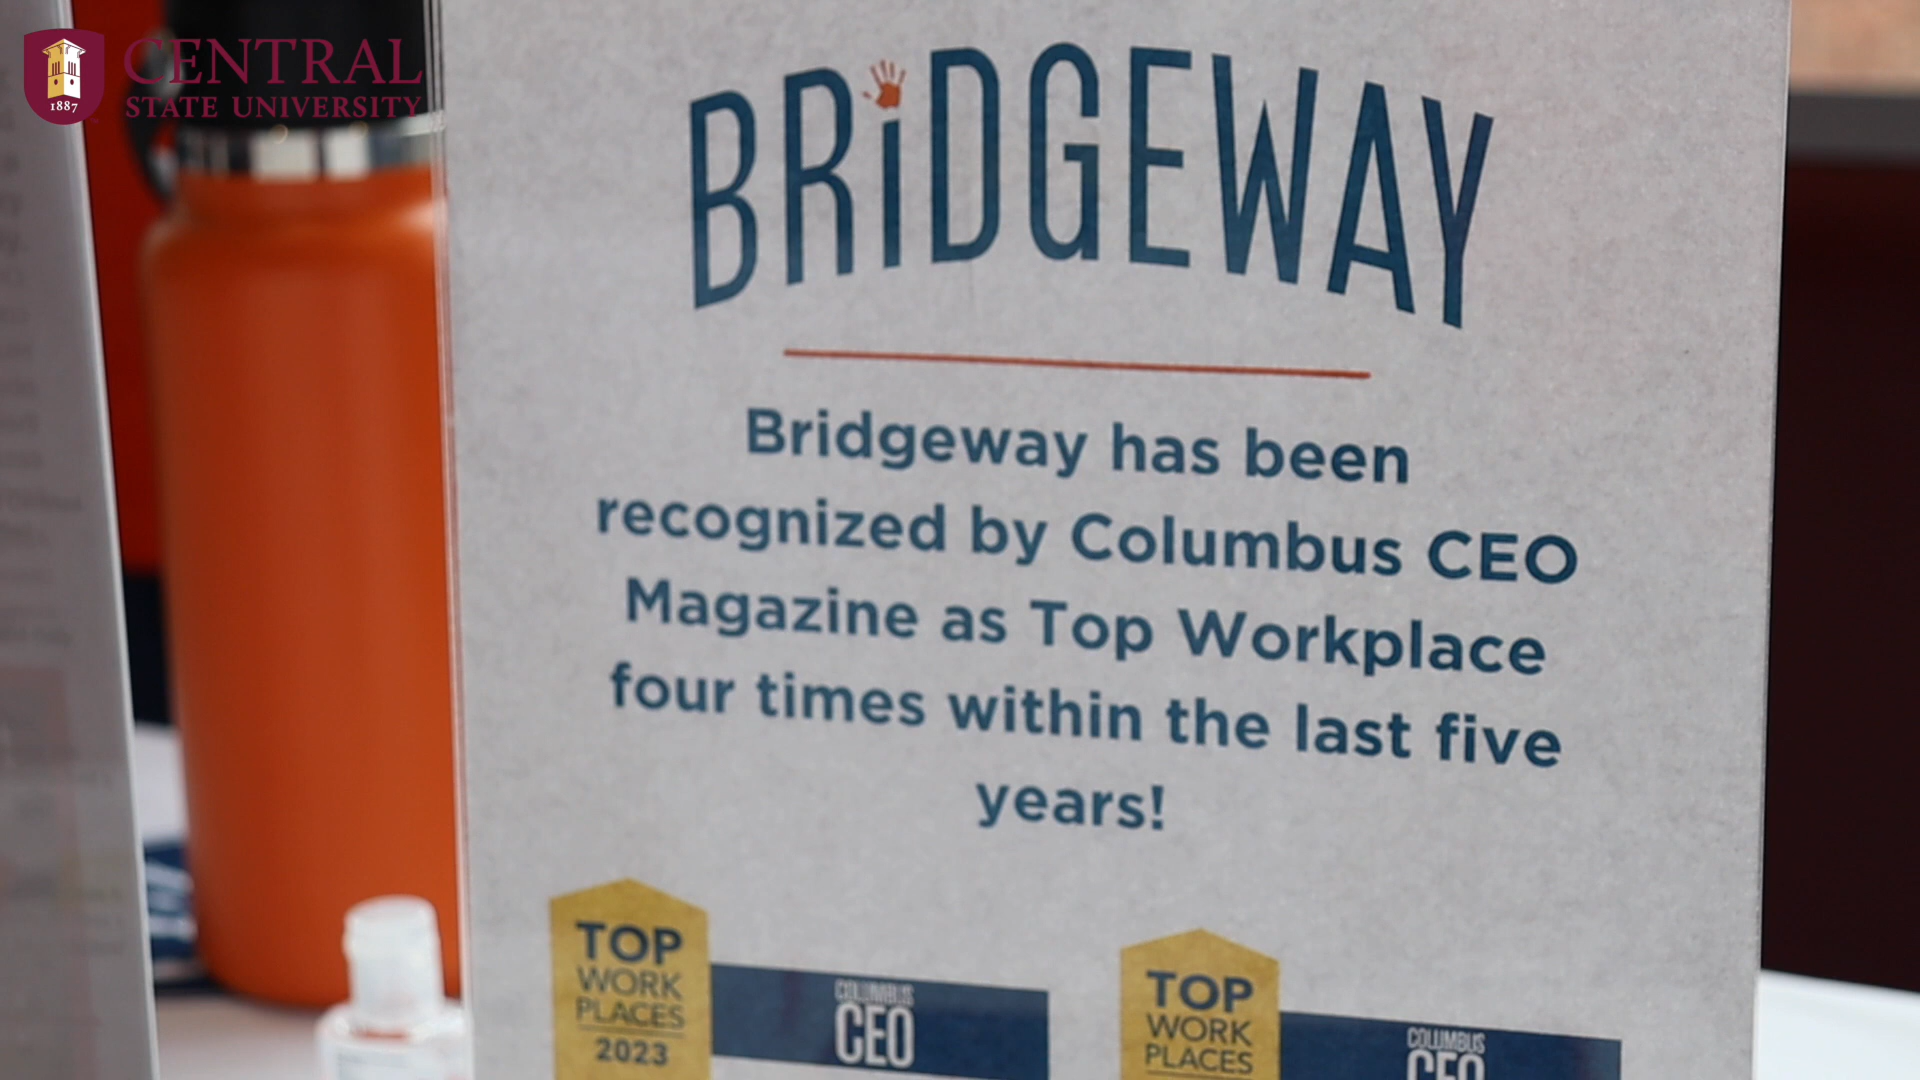 CENTRAL
STATE UNIVERSITY
1887
BRiDGEWAY
Bridgeway has been
recognized by Columbus CEO
Magazine as Top Workplace
four times within the last five
years!
TOP
WORK
PLACES
2023
COLUMBUS
CEO
TOP
WORK
PLACES
COLUMBUS
CEO